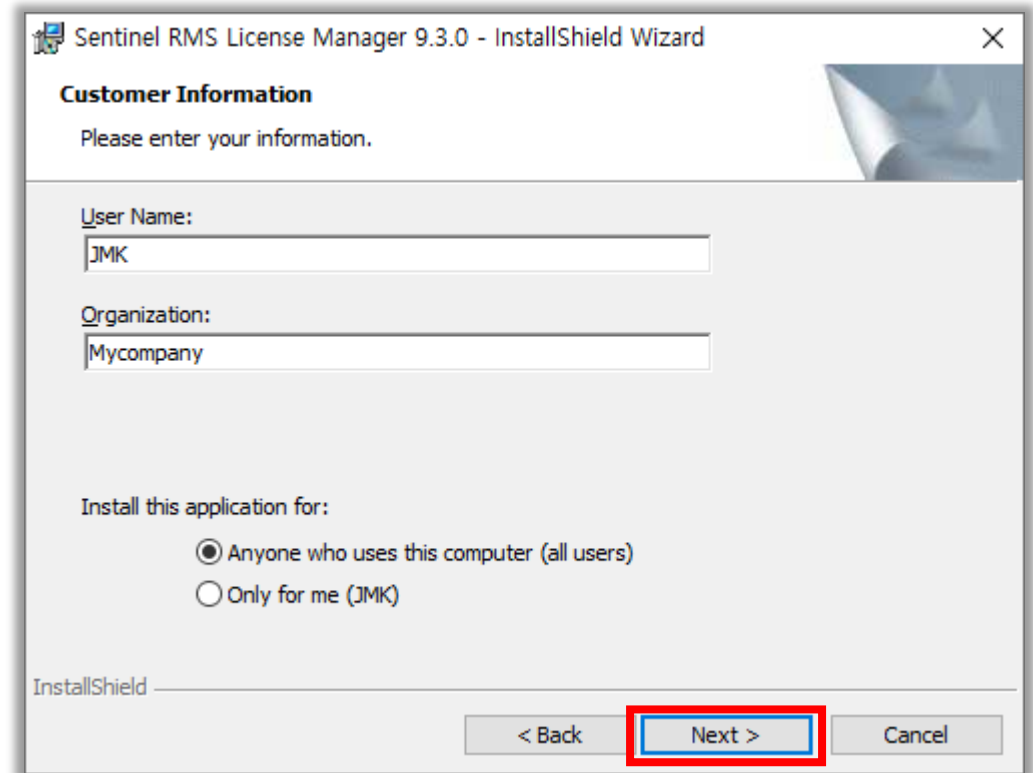 Sentinel RMS License Manager 9.3.0 - InstallShield Wizard
Customer Information
Please enter your information.
User Name:
JMK
Organization:
Mycompany
Install this application for:
Anyone who uses this computer (all users)
Only for me (JMK)
InstallShield
< Back Next > Cancel